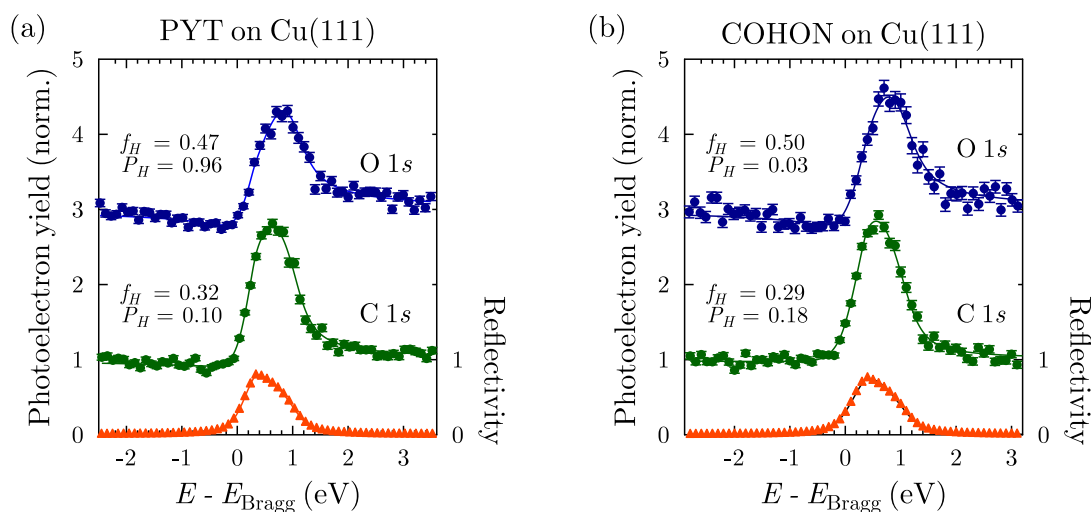 (a)
PYT on Cu(111)
Photoelectron yield (norm.)
5
4
3
2
1
0
f_H = 0.47
P_H = 0.96
O 1s
f_H = 0.32
P_H = 0.10
C 1s
1
0
Reflectivity
-2 -1 0 1 2 3
E - E_Bragg (eV)
(b)
COHON on Cu(111)
Photoelectron yield (norm.)
5
4
3
2
1
0
f_H = 0.50
P_H = 0.03
O 1s
f_H = 0.29
P_H = 0.18
C 1s
1
0
Reflectivity
-2 -1 0 1 2 3
E - E_Bragg (eV)